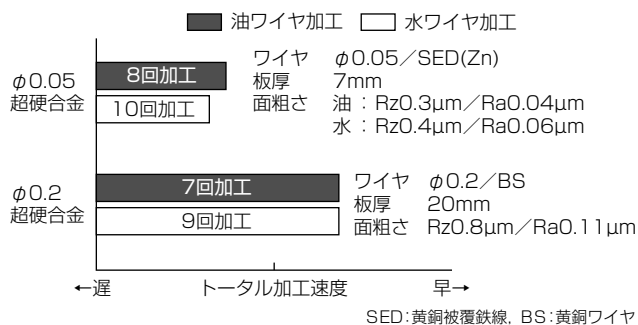 油ワイヤ加工 水ワイヤ加工
φ0.05
超硬合金
8回加工
10回加工
ワイヤ φ0.05/SED(Zn)
板厚 7mm
面粗さ 油:Rz0.3μm/Ra0.04μm
水:Rz0.4μm/Ra0.06μm
φ0.2
超硬合金
7回加工
9回加工
ワイヤ φ0.2/BS
板厚 20mm
面粗さ Rz0.8μm/Ra0.11μm
←遅 トータル加工速度 早→
SED:黄銅被覆鉄線, BS:黄銅ワイヤ